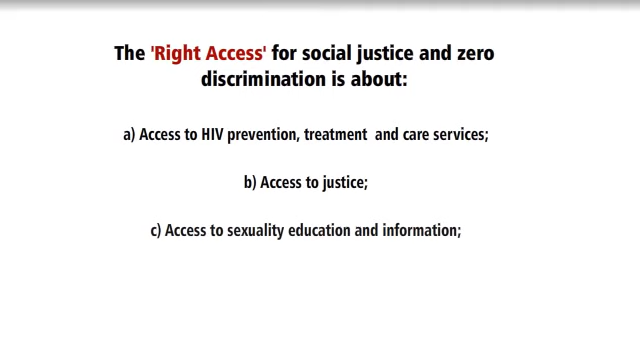 The 'Right Access' for social justice and zero
discrimination is about:
a) Access to HIV prevention, treatment and care services;
b) Access to justice;
c) Access to sexuality education and information;